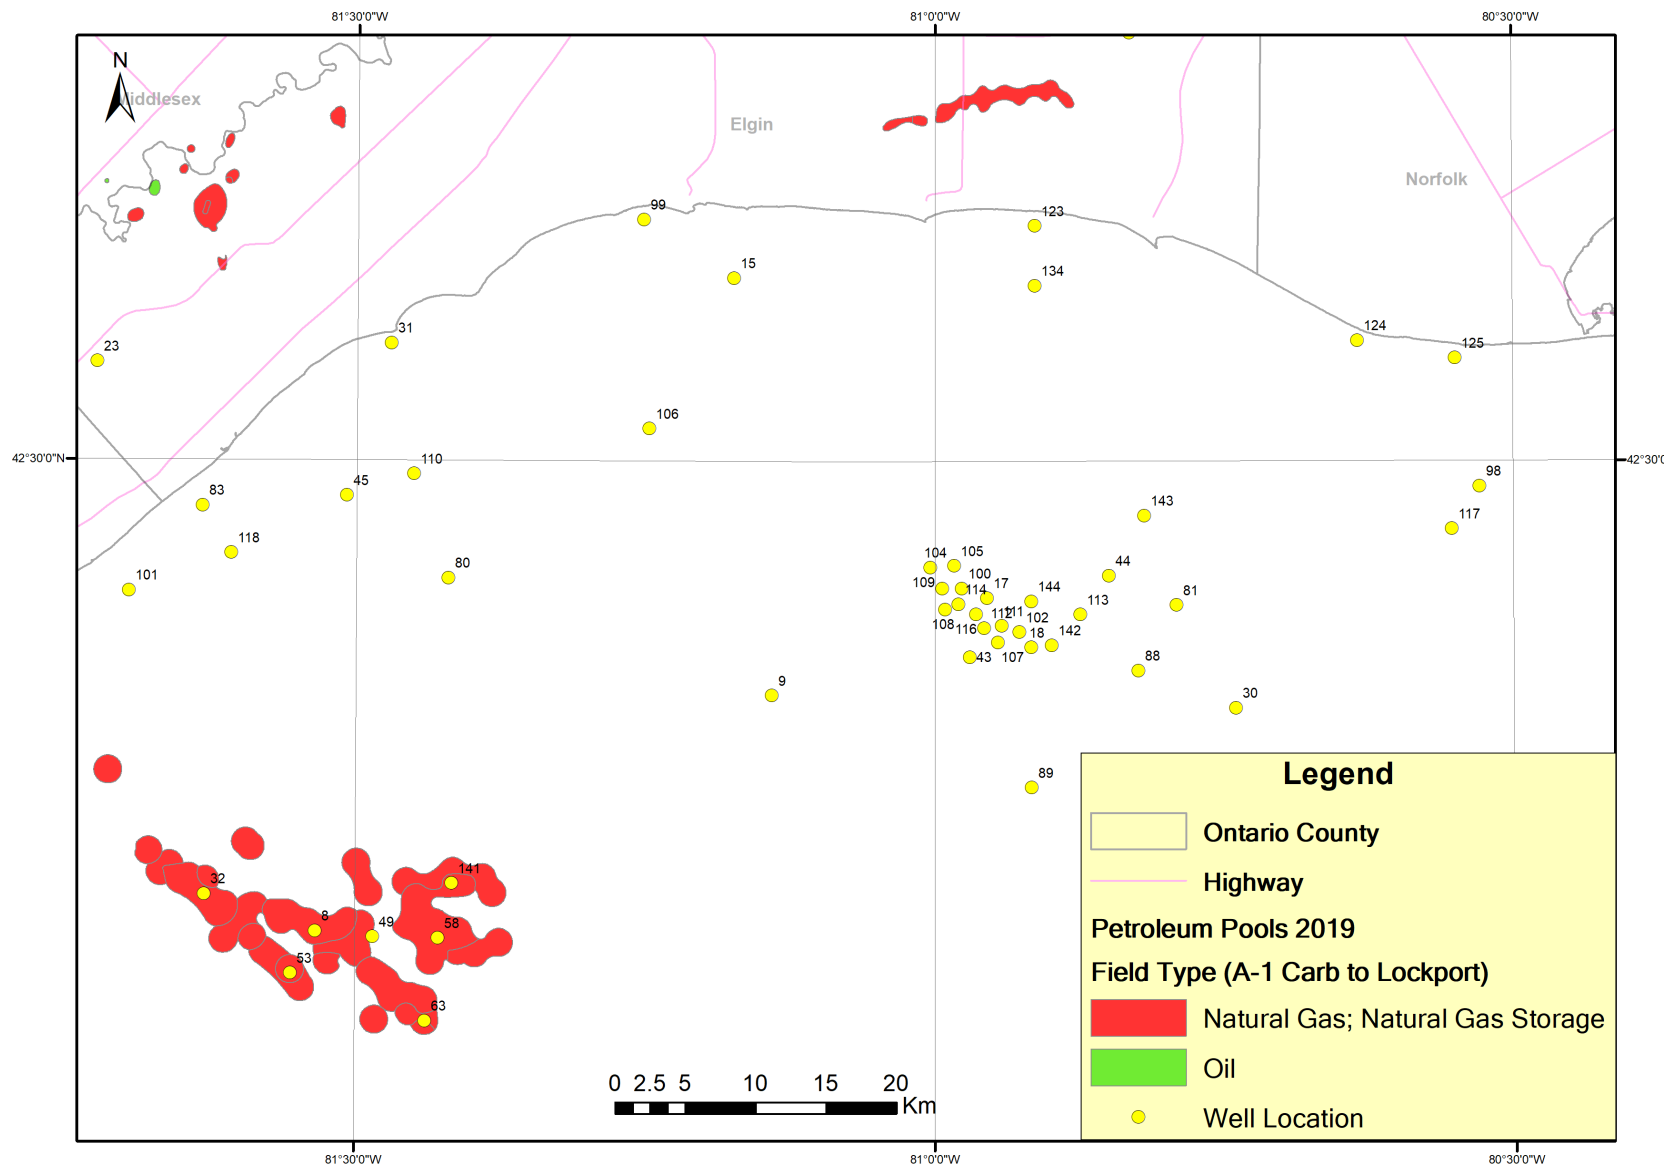 81°30'0"W
81°0'0"W
80°30'0"W
N
Middlesex
Elgin
Norfolk
99
123
15
134
31
124
125
23
106
42°30'0"N
42°30'0
110
45
83
98
143
117
118
104
105
80
44
101
109
100
114
17
144
113
81
108
116
112
111
102
18
142
43
107
88
9
30
89
141
32
8
49
58
53
63
Legend
Ontario County
Highway
Petroleum Pools 2019
Field Type (A-1 Carb to Lockport)
Natural Gas; Natural Gas Storage
Oil
Well Location
0 2.5 5 10 15 20
Km
81°30'0"W
81°0'0"W
80°30'0"W